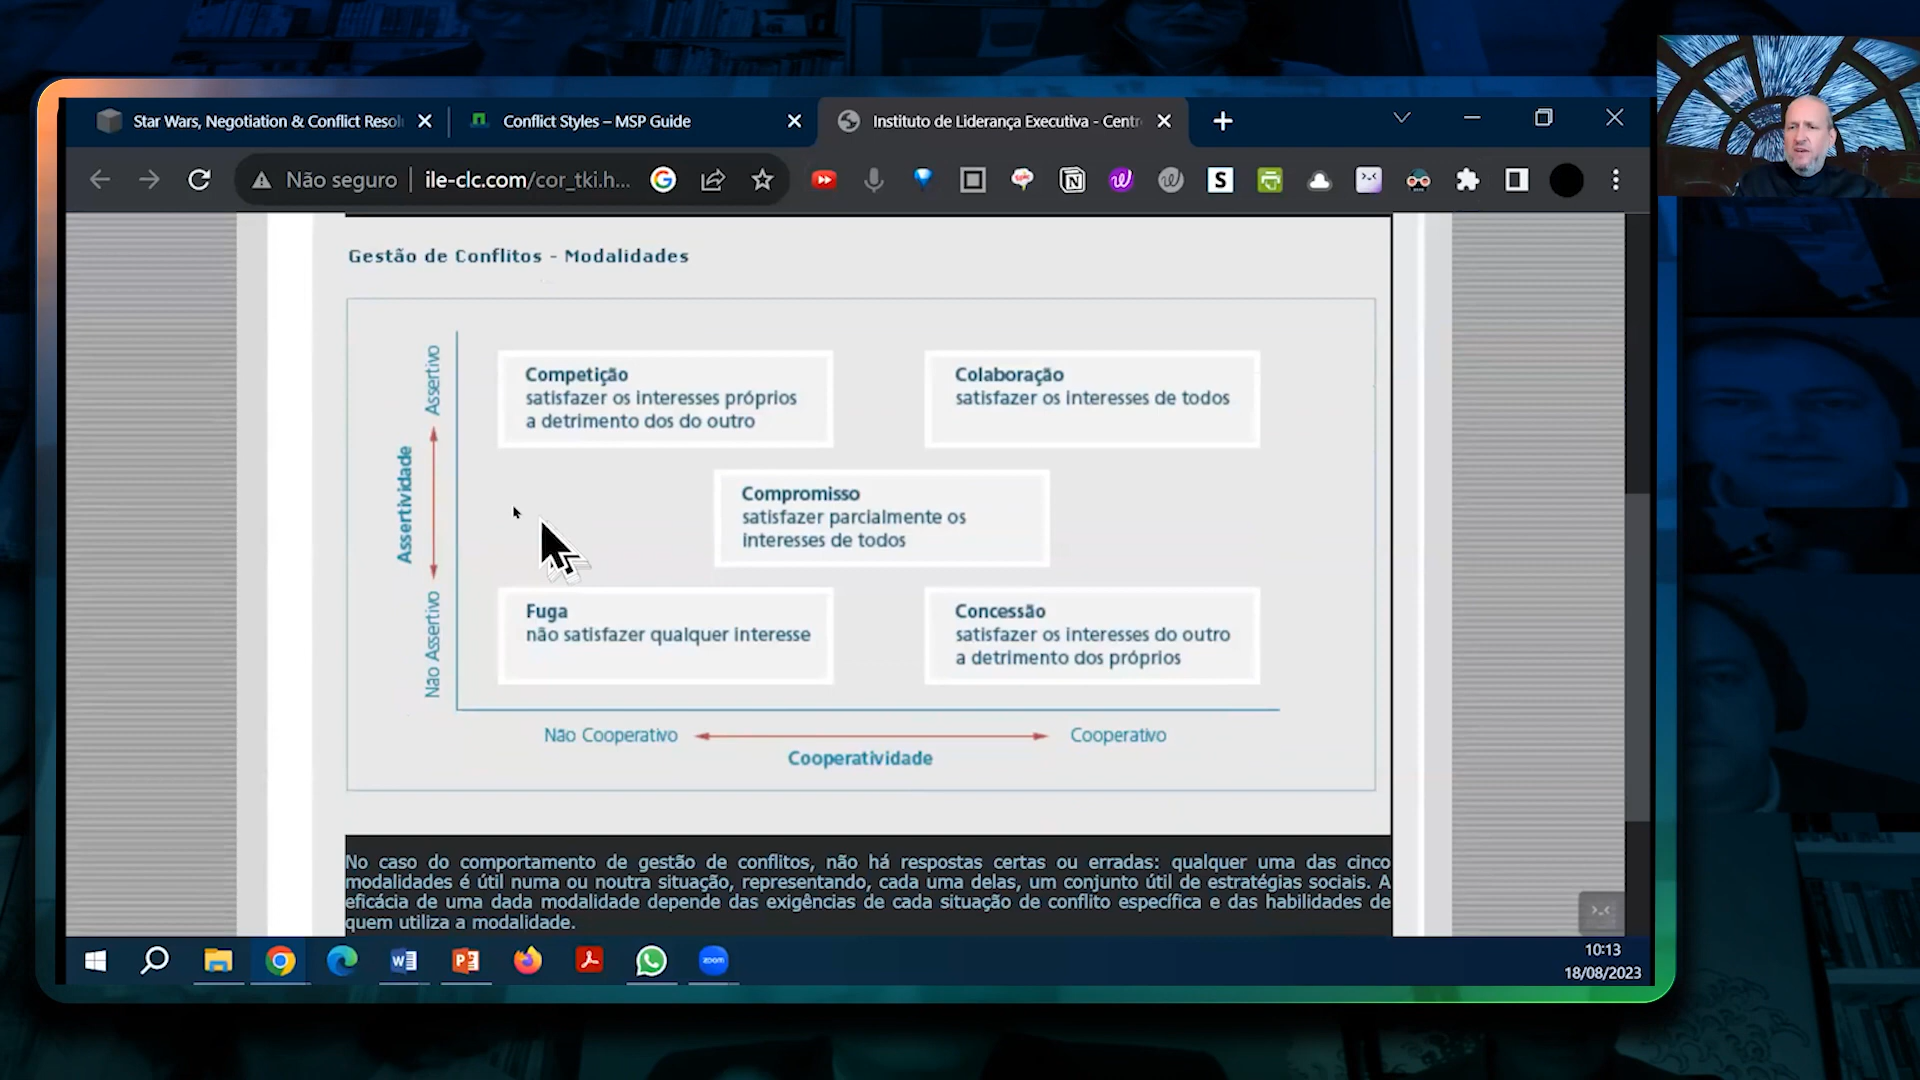 Star Wars, Negotiation & Conflict Resol
Conflict Styles – MSP Guide
Instituto de Liderança Executiva - Centr
Não seguro
ile-clc.com/cor_tki.h...
Gestão de Conflitos - Modalidades
Assertivo
Assertividade
Não Assertivo
Competição
satisfazer os interesses próprios
a detrimento dos do outro
Colaboração
satisfazer os interesses de todos
Compromisso
satisfazer parcialmente os
interesses de todos
Fuga
não satisfazer qualquer interesse
Concessão
satisfazer os interesses do outro
a detrimento dos próprios
Não Cooperativo
Cooperativo
Cooperatividade
No caso do comportamento de gestão de conflitos, não há respostas certas ou erradas: qualquer uma das cinco
modalidades é útil numa ou noutra situação, representando, cada uma delas, um conjunto útil de estratégias sociais. A
eficácia de uma dada modalidade depende das exigências de cada situação de conflito específica e das habilidades de
quem utiliza a modalidade.
zoom
10:13
18/08/2023